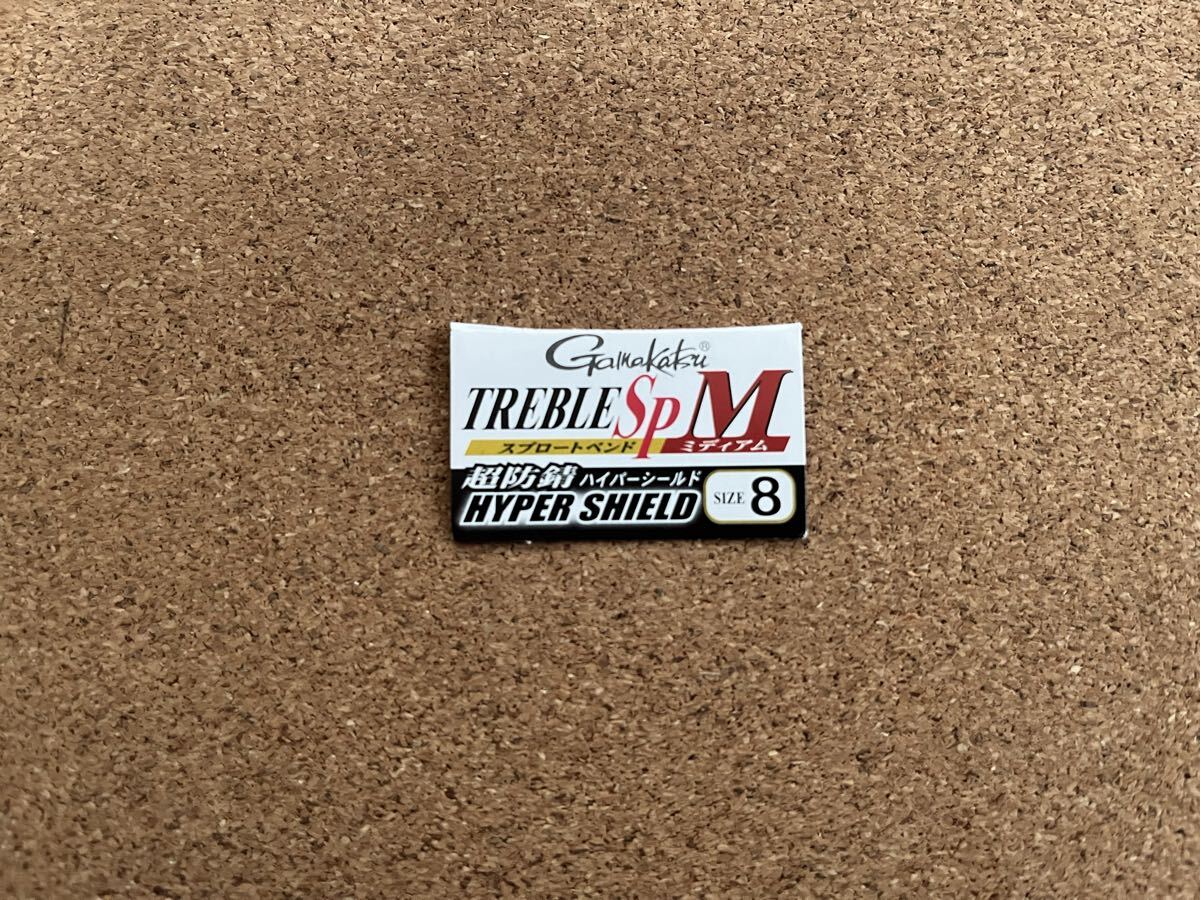 Gamakatsu®
TREBLE SP M
スプロートベンド ミディアム
超防錆 ハイパーシールド
HYPER SHIELD
SIZE 8